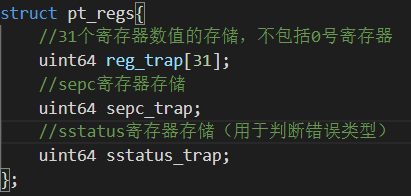 struct pt_regs{
//31个寄存器数值的存储，不包括0号寄存器
uint64 reg_trap[31];
//sepc寄存器存储
uint64 sepc_trap;
//sstatus寄存器存储（用于判断错误类型）
uint64 sstatus_trap;
};